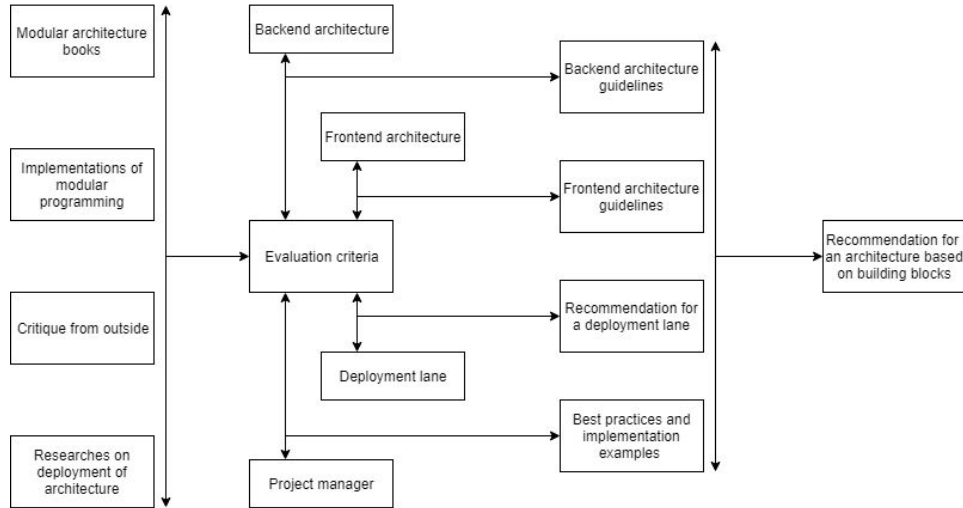 Modular architecture
books
Implementations of
modular
programming
Critique from outside
Researches on
deployment of
architecture
Backend architecture
Frontend architecture
Evaluation criteria
Deployment lane
Project manager
Backend architecture
guidelines
Frontend architecture
guidelines
Recommendation for
a deployment lane
Best practices and
implementation
examples
Recommendation for
an architecture based
on building blocks